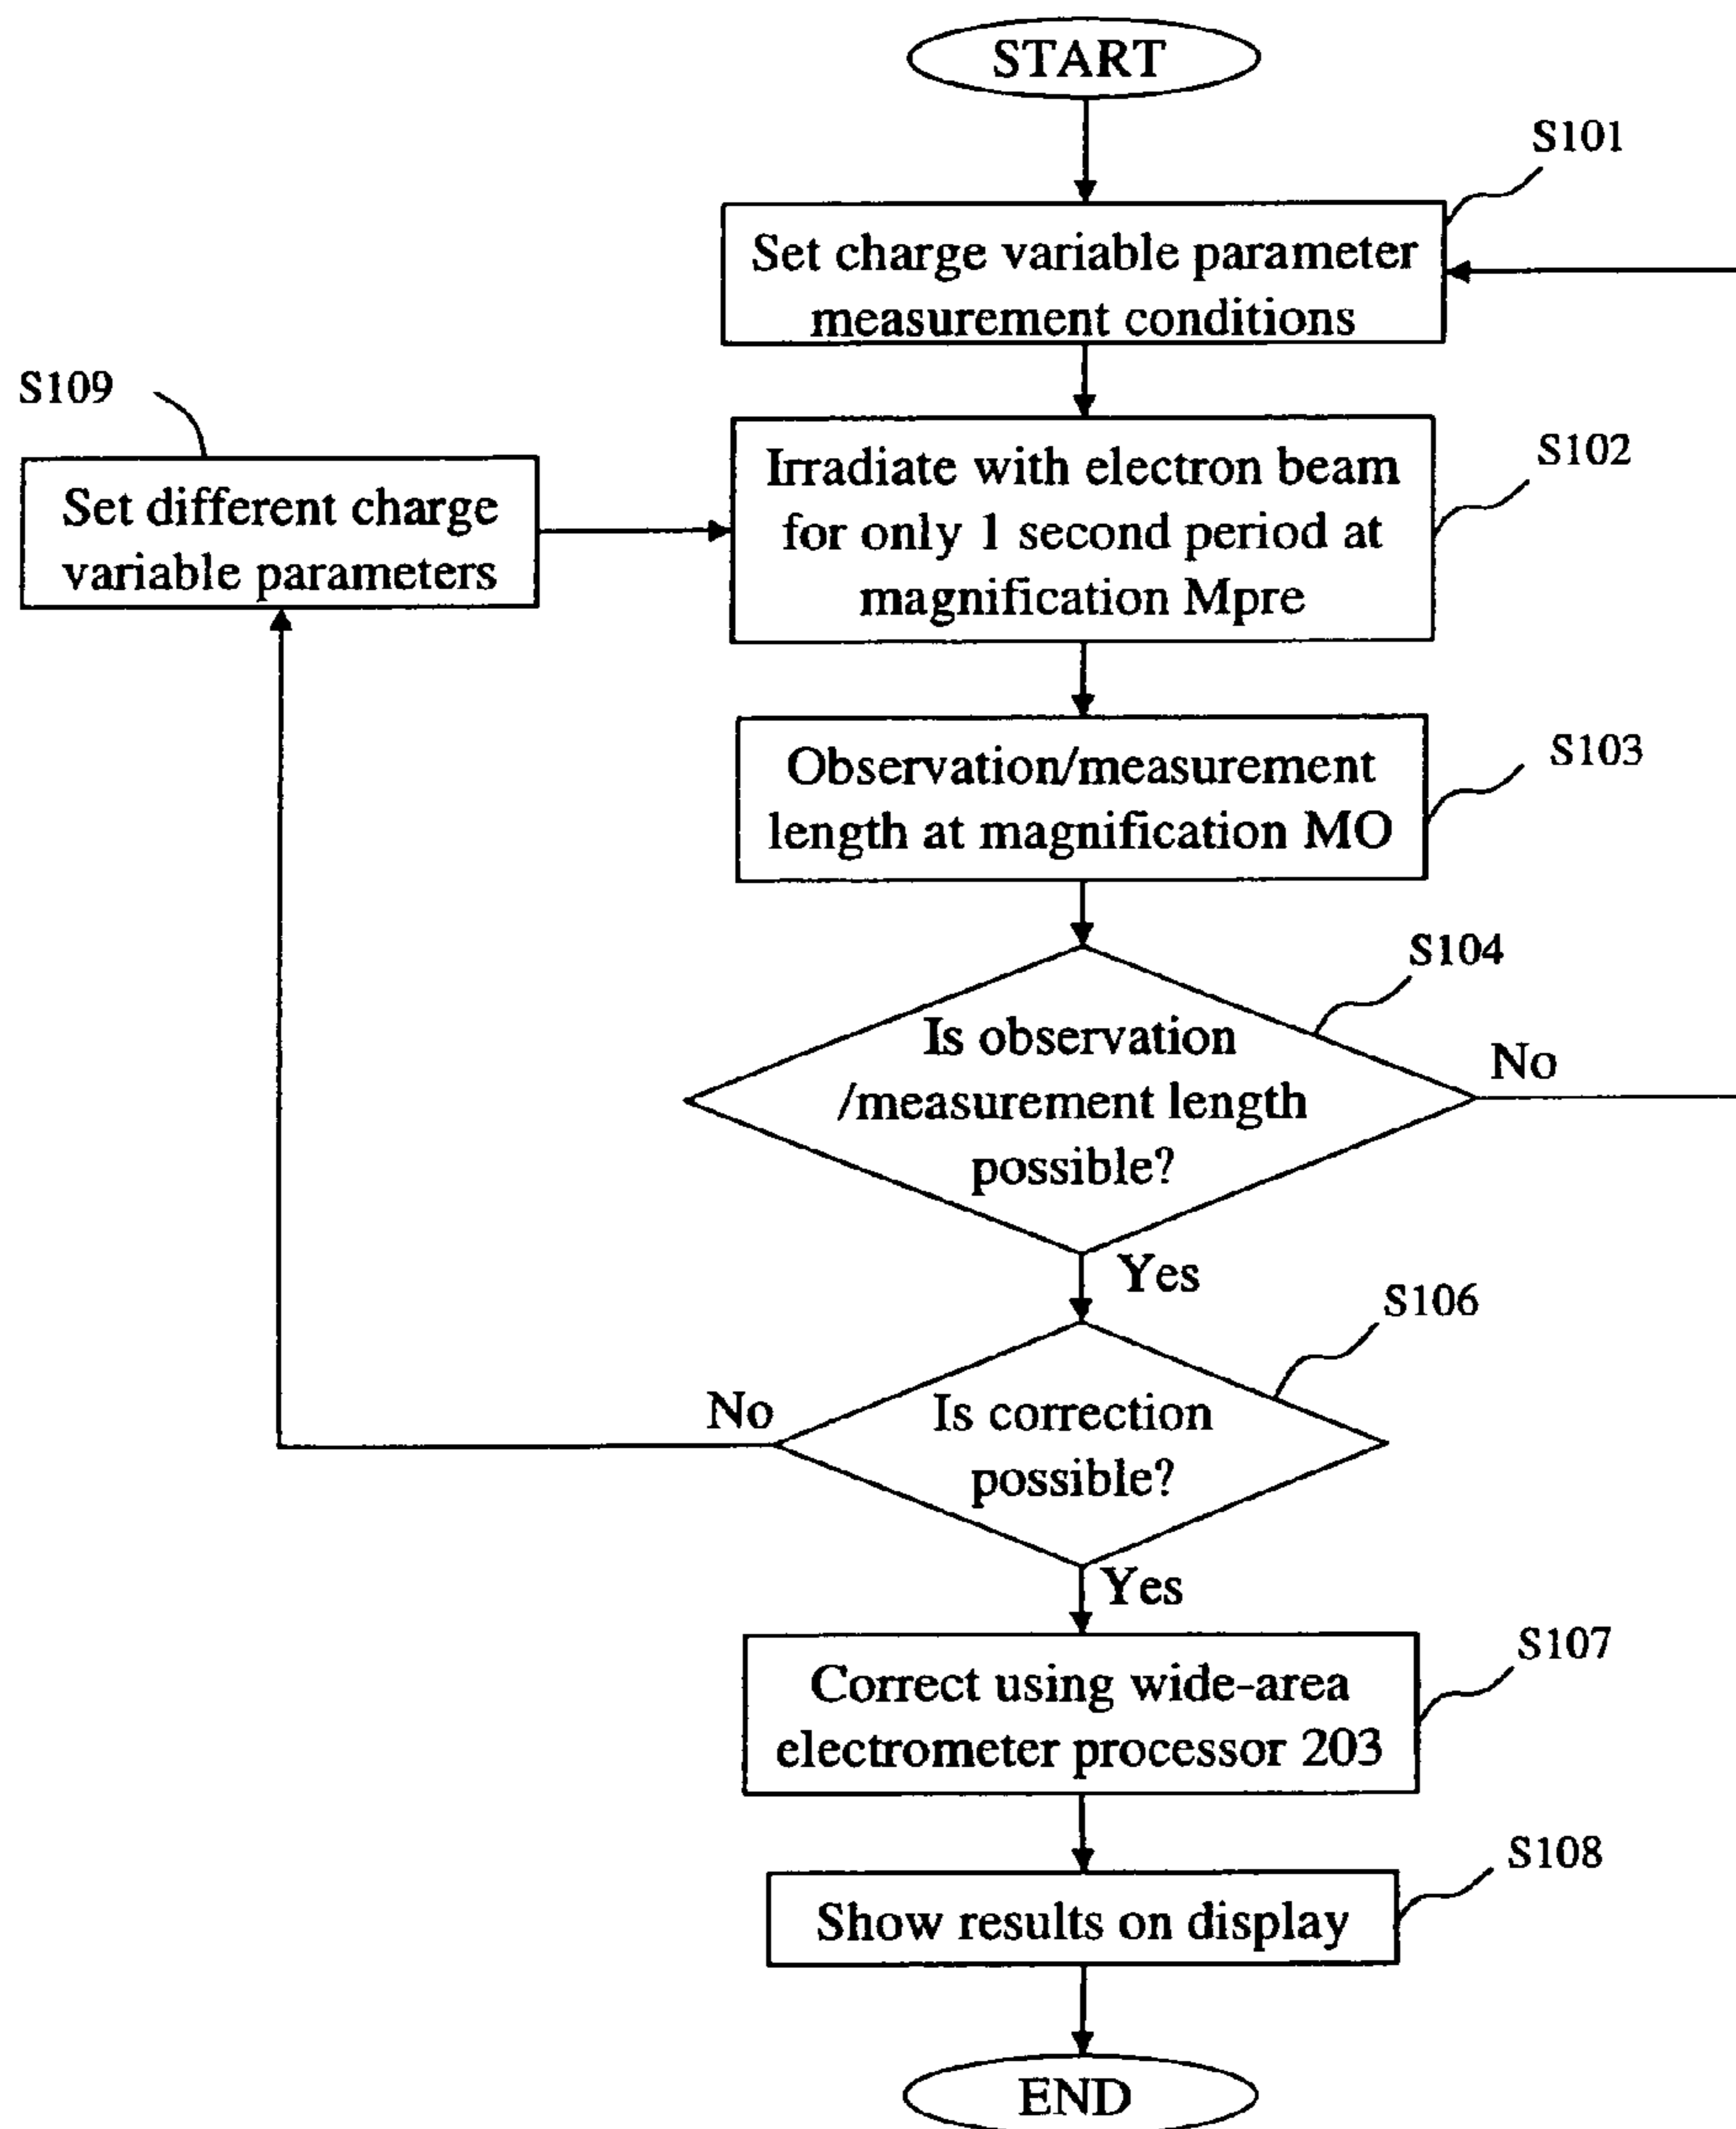 START
S101
Set charge variable parameter
measurement conditions
S109
Set different charge
variable parameters
S102
Irradiate with electron beam
for only 1 second period at
magnification Mpre
S103
Observation/measurement
length at magnification MO
S104
Is observation
/measurement length
possible?
No
Yes
S106
Is correction
possible?
No
Yes
S107
Correct using wide-area
electrometer processor 203
S108
Show results on display
END